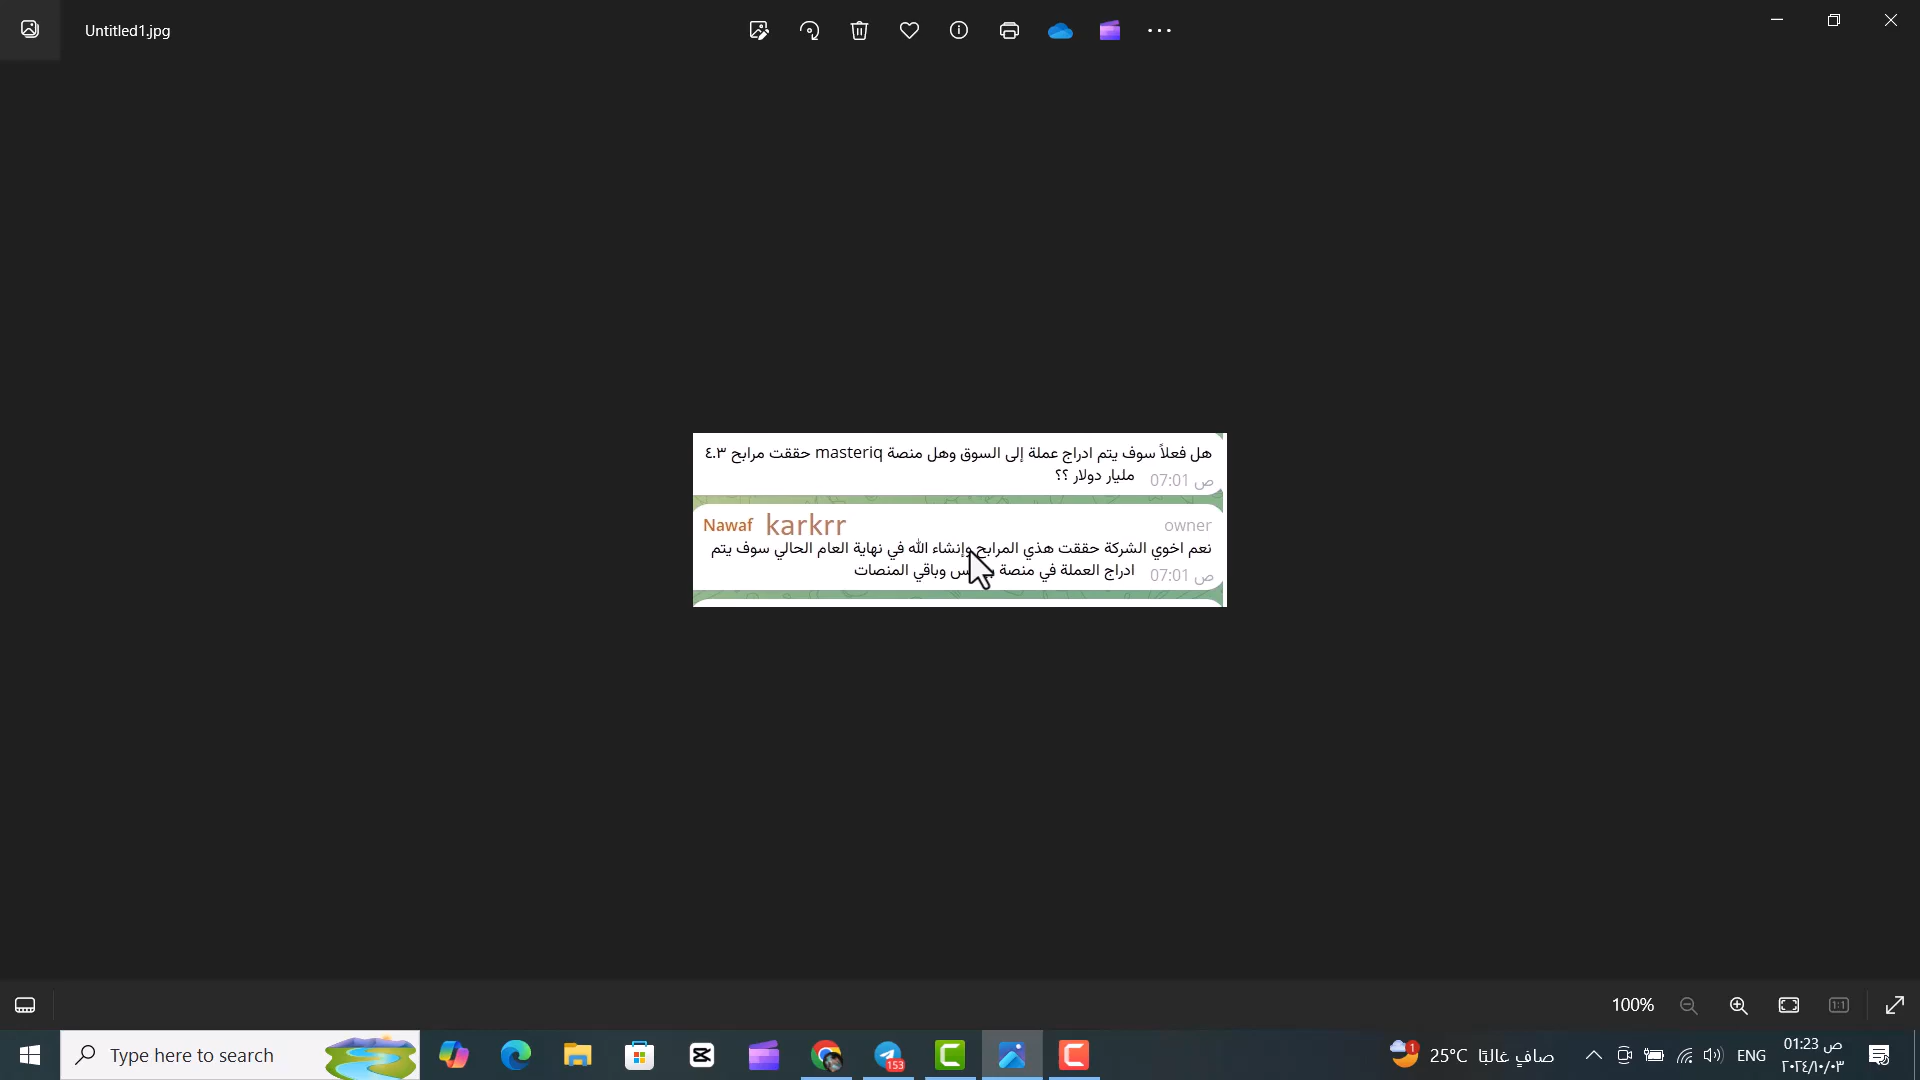 Untitled1.jpg
هل فعلاً سوف يتم ادراج عملة إلى السوق وهل منصة masteriq حققت مرابح ٤.٣
مليار دولار ؟؟
07:01 ص
Nawaf karkrr
owner
نعم اخوي الشركة حققت هذي المرابح وإنشاء الله في نهاية العام الحالي سوف يتم
ادراج العملة في منصة وباقي المنصات
07:01 ص
100%
Type here to search
153
1
25°C صافٍ غالبًا
ENG
01:23 ص
٢٠٢٤/١٠/٠٣